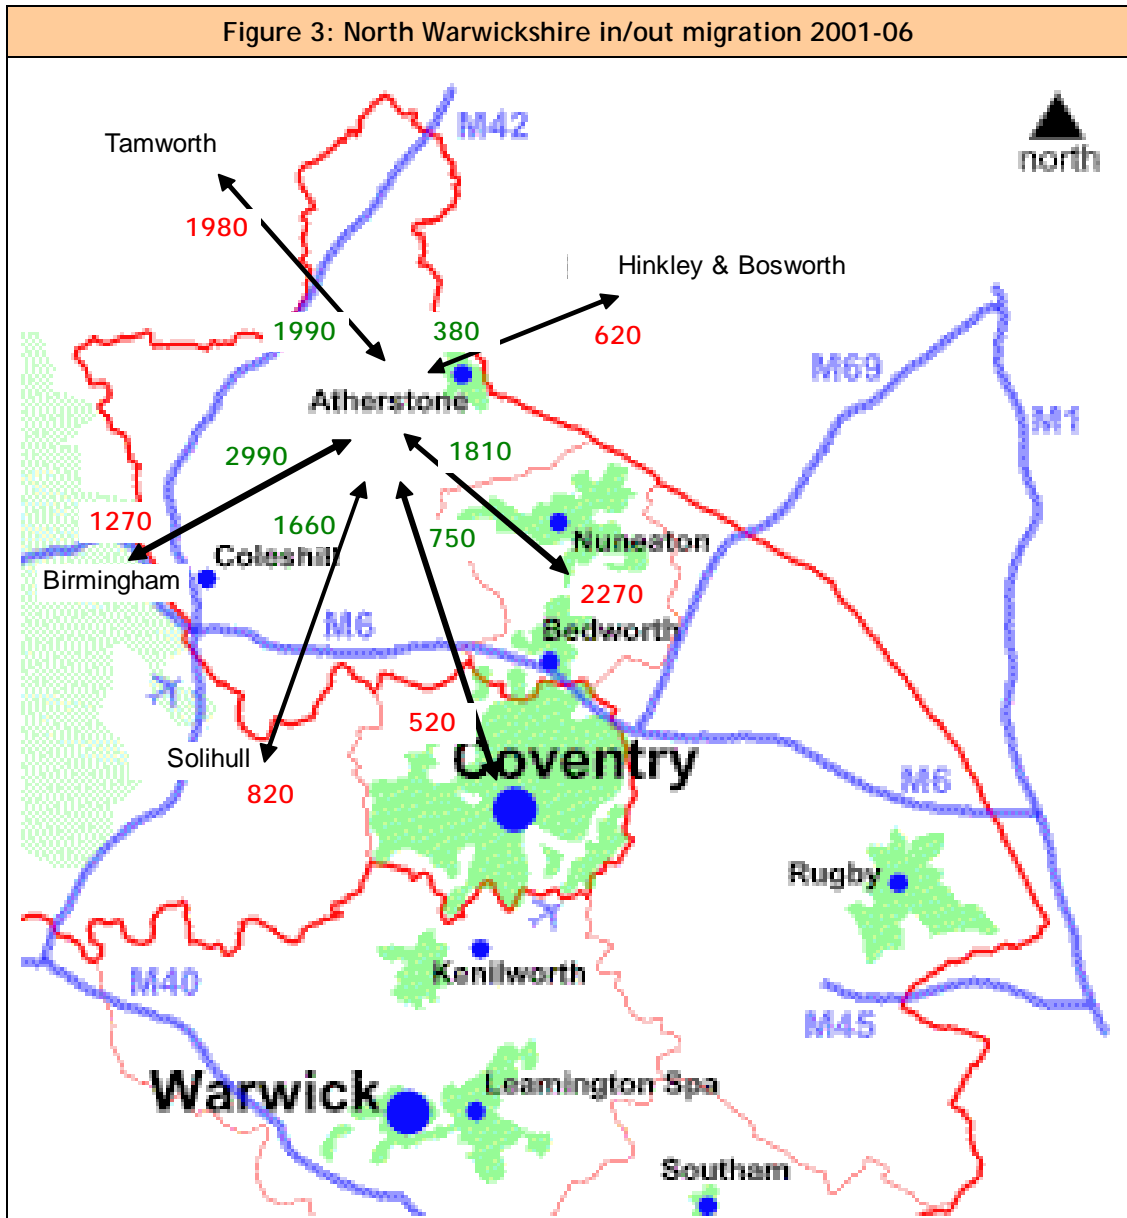 Figure 3: North Warwickshire in/out migration 2001-06
M42
Tamworth
north
1980
Hinkley & Bosworth
1990
380
620
M69
Atherstone
M1
2990
1810
1270
1660
750
Coleshill
Nuneaton
Birmingham
2270
M6
Bedworth
520
Solihull
Coventry
820
M6
Rugby
Kenilworth
M40
M45
Warwick
Leamington Spa
Southam